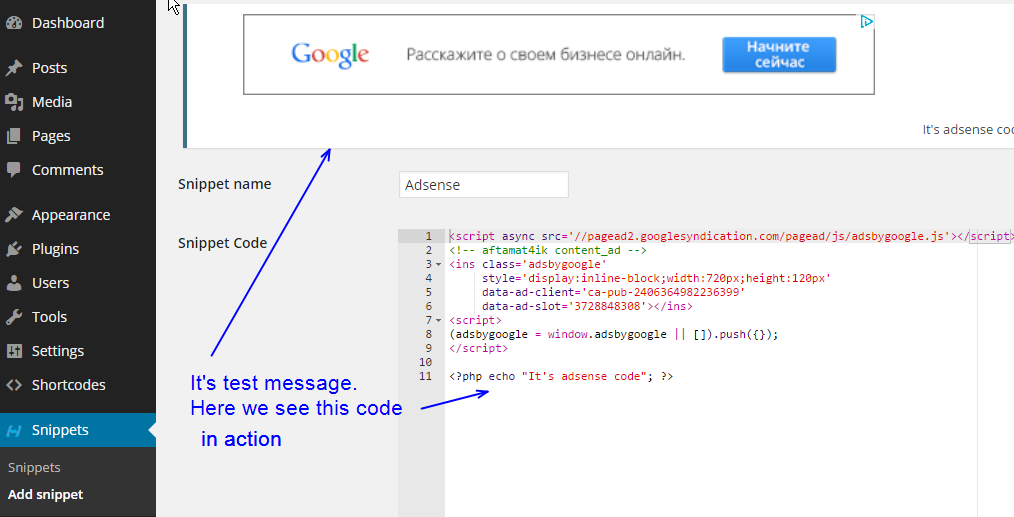 Dashboard
Posts
Media
Pages
Comments
Appearance
Plugins
Users
Tools
Settings
Shortcodes
Snippets
Snippets
Add snippet
Google
Расскажите о своем бизнесе онлайн.
Начните
сейчас
It's adsense cod
Snippet name
Adsense
Snippet Code
1 <script async src='//pagead2.googlesyndication.com/pagead/js/adsbygoogle.js'></script>
2 <!-- aftamat4ik content_ad -->
3 <ins class='adsbygoogle'
4 style='display:inline-block;width:720px;height:120px'
5 data-ad-client='ca-pub-2406364982236399'
6 data-ad-slot='3728848308'></ins>
7 <script>
8 (adsbygoogle = window.adsbygoogle || []).push({});
9 </script>
10
11 <?php echo "It's adsense code"; ?>
It's test message.
Here we see this code
in action